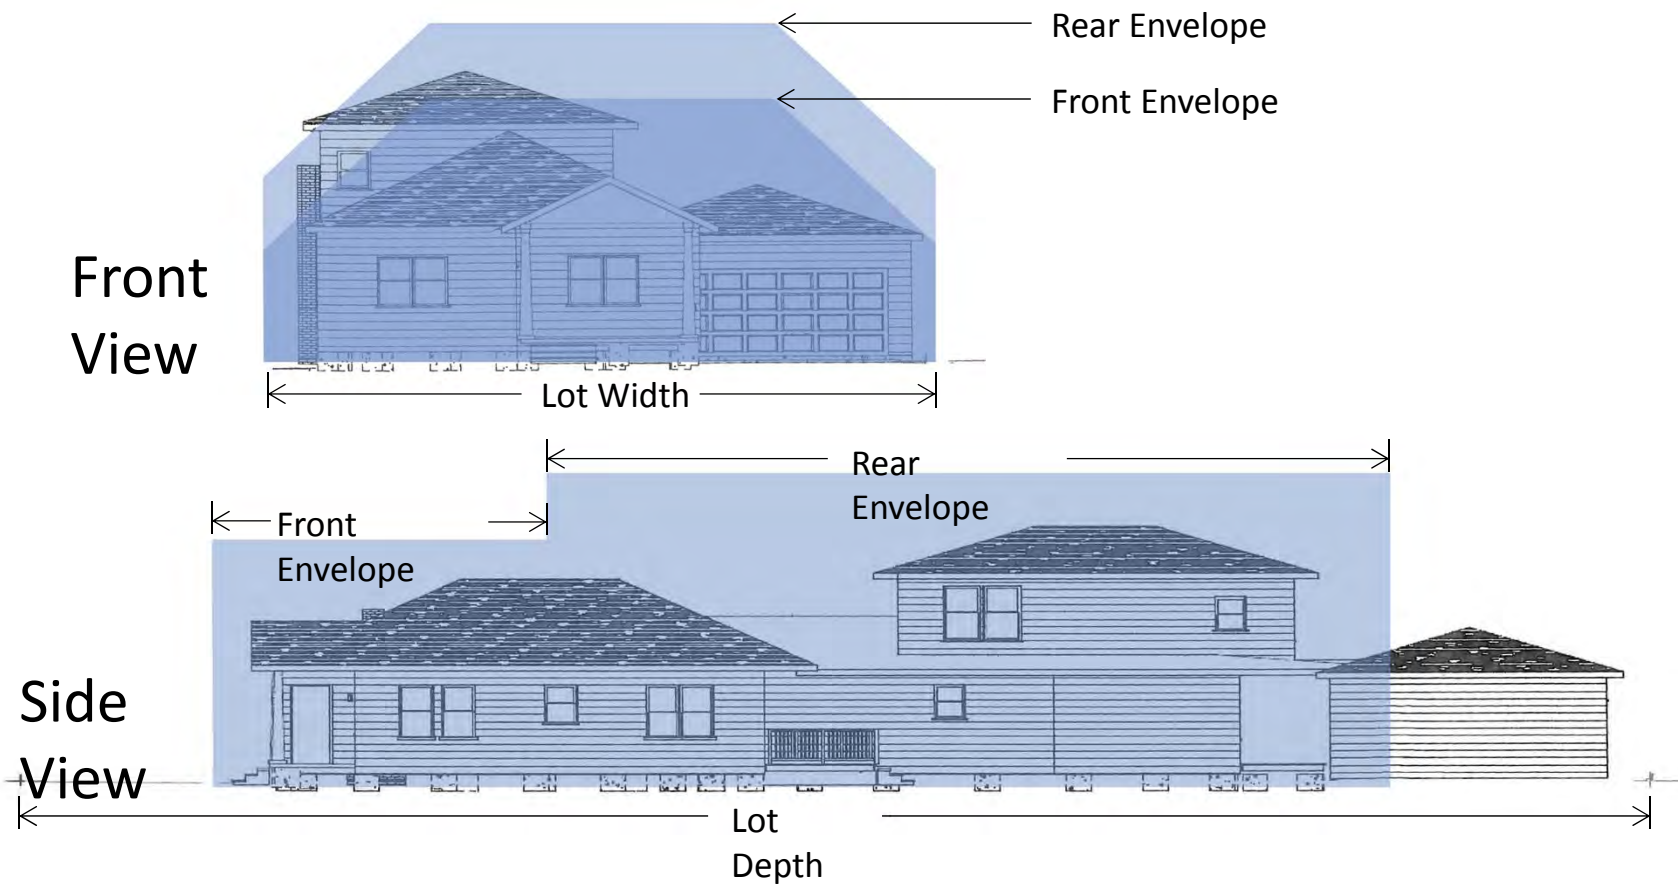 Rear Envelope
Front Envelope
Front
View
Lot Width
Rear
Envelope
Front
Envelope
Side
View
Lot
Depth